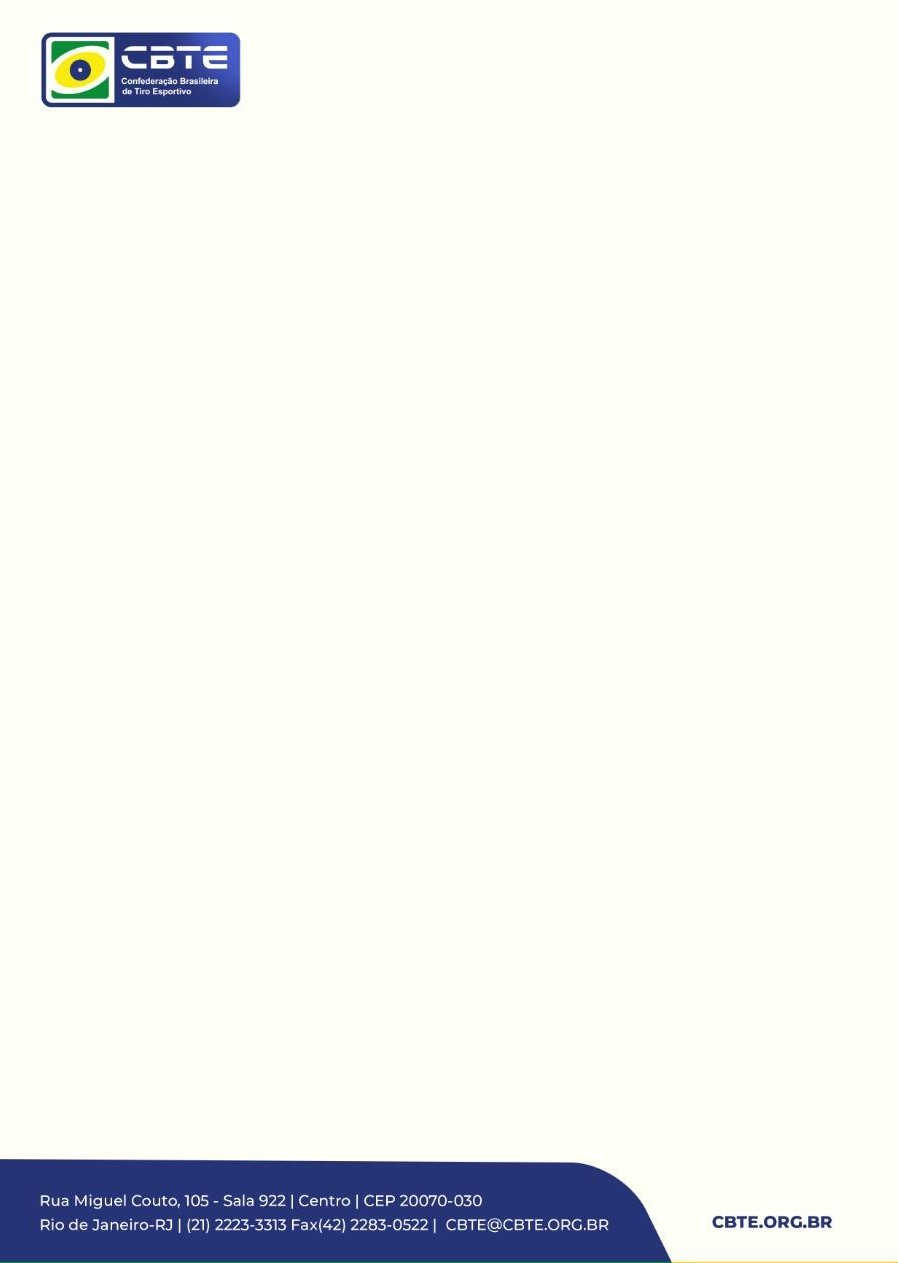 CBTE
Confederação Brasileira
de Tiro Esportivo
Rua Miguel Couto, 105 - Sala 922 | Centro | CEP 20070-030
Rio de Janeiro-RJ | (21) 2223-3313 Fax(42) 2283-0522 | CBTE@CBTE.ORG.BR
CBTE.ORG.BR